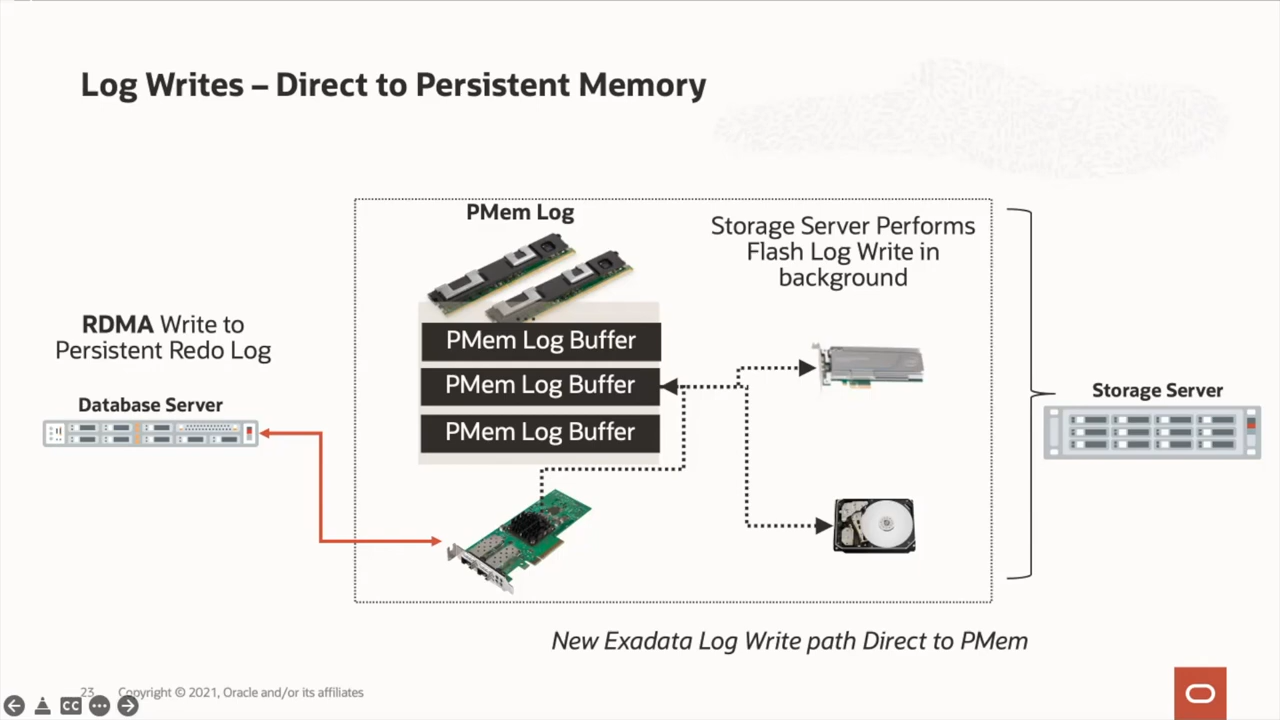 Log Writes – Direct to Persistent Memory
PMem Log
Storage Server Performs
Flash Log Write in
background
RDMA Write to
Persistent Redo Log
PMem Log Buffer
PMem Log Buffer
PMem Log Buffer
Database Server
Storage Server
New Exadata Log Write path Direct to PMem
23
Copyright © 2021, Oracle and/or its affiliates
CC